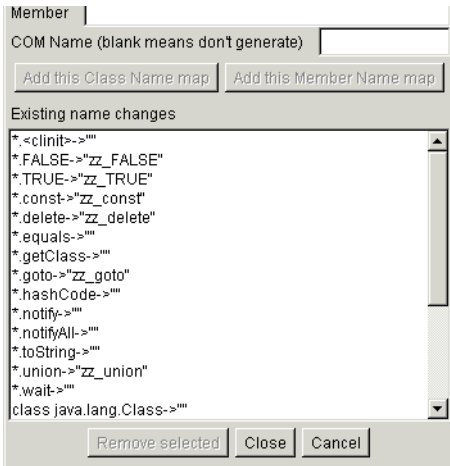 Member
COM Name (blank means don't generate)
Add this Class Name map Add this Member Name map
Existing name changes
*.<clinit>->""
*.FALSE->"zz_FALSE"
*.TRUE->"zz_TRUE"
*.const->"zz_const"
*.delete->"zz_delete"
*.equals->""
*.getClass->""
*.goto->"zz_goto"
*.hashCode->""
*.notify->""
*.notifyAll->""
*.toString->""
*.union->"zz_union"
*.wait->""
class java.lang.Class->""
Remove selected Close Cancel